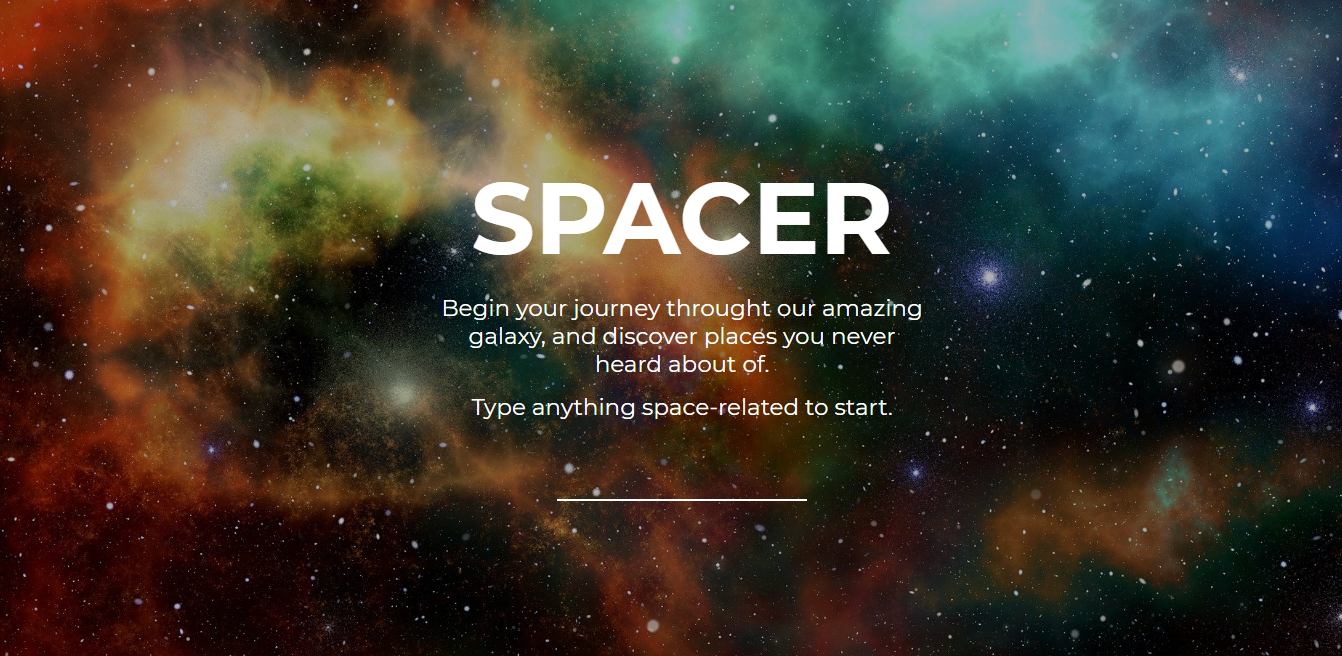 SPACER
Begin your journey throught our amazing
galaxy, and discover places you never
heard about of.
Type anything space-related to start.